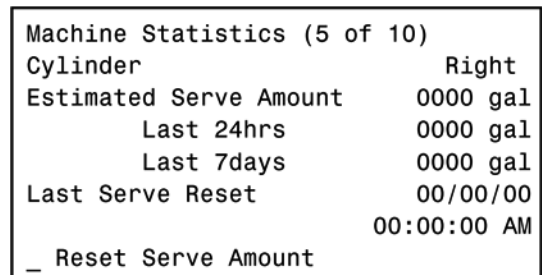 Machine Statistics (5 of 10)
Cylinder Right
Estimated Serve Amount 0000 gal
Last 24hrs 0000 gal
Last 7days 0000 gal
Last Serve Reset 00/00/00
00:00:00 AM
_ Reset Serve Amount